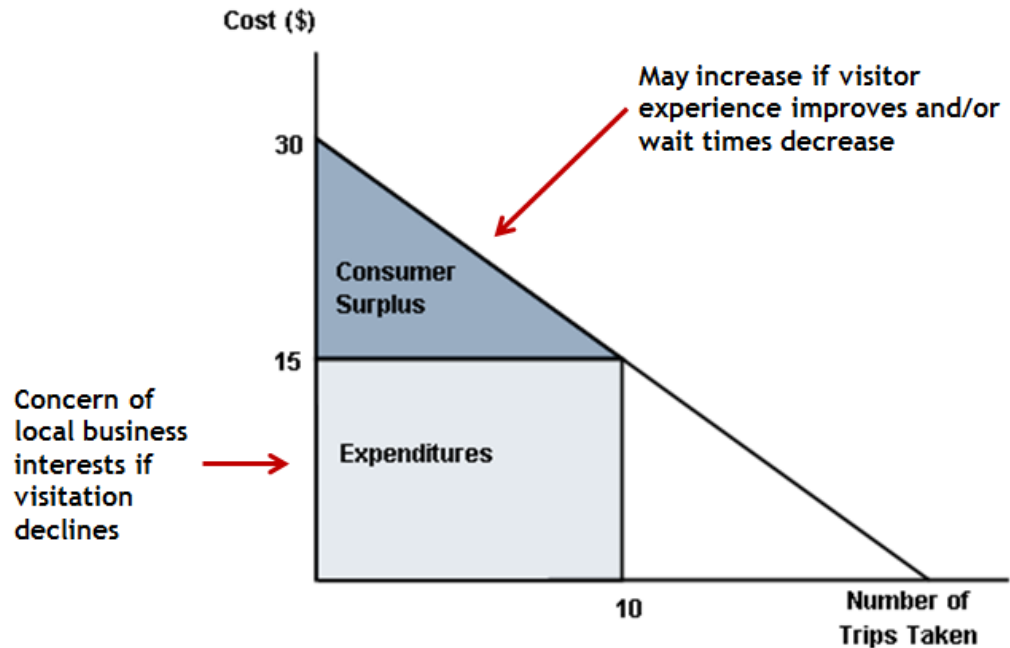 Cost ($)
May increase if visitor
experience improves and/or
wait times decrease
30
Consumer
Surplus
15
Concern of
local business
interests if
visitation
declines
Expenditures
10
Number of
Trips Taken